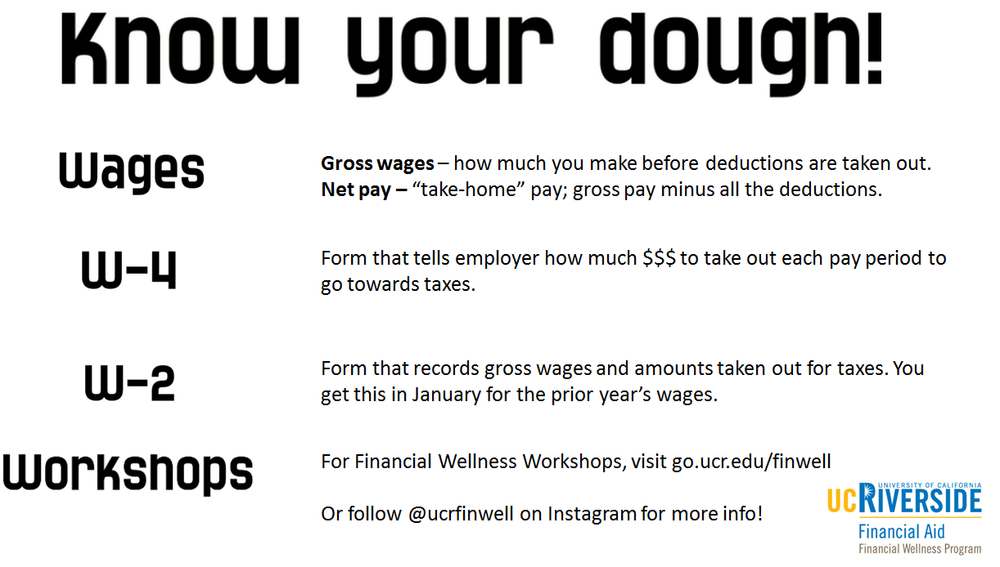 Know your dough!
Wages
Gross wages – how much you make before deductions are taken out.
Net pay – “take-home” pay; gross pay minus all the deductions.
W-4
Form that tells employer how much $$$ to take out each pay period to
go towards taxes.
W-2
Form that records gross wages and amounts taken out for taxes. You
get this in January for the prior year’s wages.
Workshops
For Financial Wellness Workshops, visit go.ucr.edu/finwell
Or follow @ucrfinwell on Instagram for more info!
UNIVERSITY OF CALIFORNIA
UCRIVERSIDE
Financial Aid
Financial Wellness Program